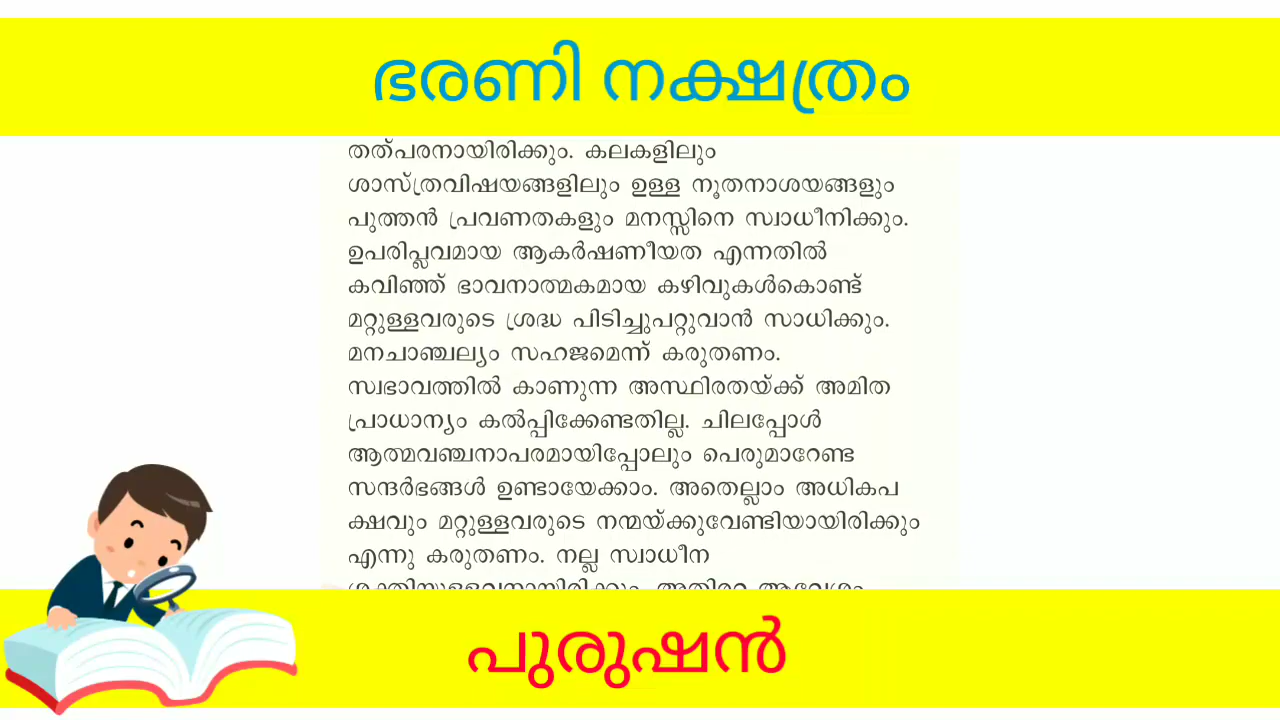 ഭരണി നക്ഷത്രം
തത്പരനായിരിക്കും. കലകളിലും
ശാസ്ത്രവിഷയങ്ങളിലും ഉള്ള നൂതനാശയങ്ങളും
പുത്തൻ പ്രവണതകളും മനസ്സിനെ സ്വാധീനിക്കും.
ഉപരിപ്ലവമായ ആകർഷണീയത എന്നതിൽ
കവിഞ്ഞ് ഭാവനാത്മകമായ കഴിവുകൾകൊണ്ട്
മറ്റുള്ളവരുടെ ശ്രദ്ധ പിടിച്ചുപറ്റുവാൻ സാധിക്കും.
മനചാഞ്ചല്യം സഹജമെന്ന് കരുതണം.
സ്വഭാവത്തിൽ കാണുന്ന അസ്ഥിരതയ്ക്ക് അമിത
പ്രാധാന്യം കൽപ്പിക്കേണ്ടതില്ല. ചിലപ്പോൾ
ആത്മവഞ്ചനാപരമായിപ്പോലും പെരുമാറേണ്ട
സന്ദർഭങ്ങൾ ഉണ്ടായേക്കാം. അതെല്ലാം അധികപ
ക്ഷവും മറ്റുള്ളവരുടെ നന്മയ്ക്കുവേണ്ടിയായിരിക്കും
എന്നു കരുതണം. നല്ല സ്വാധീന
പുരുഷൻ